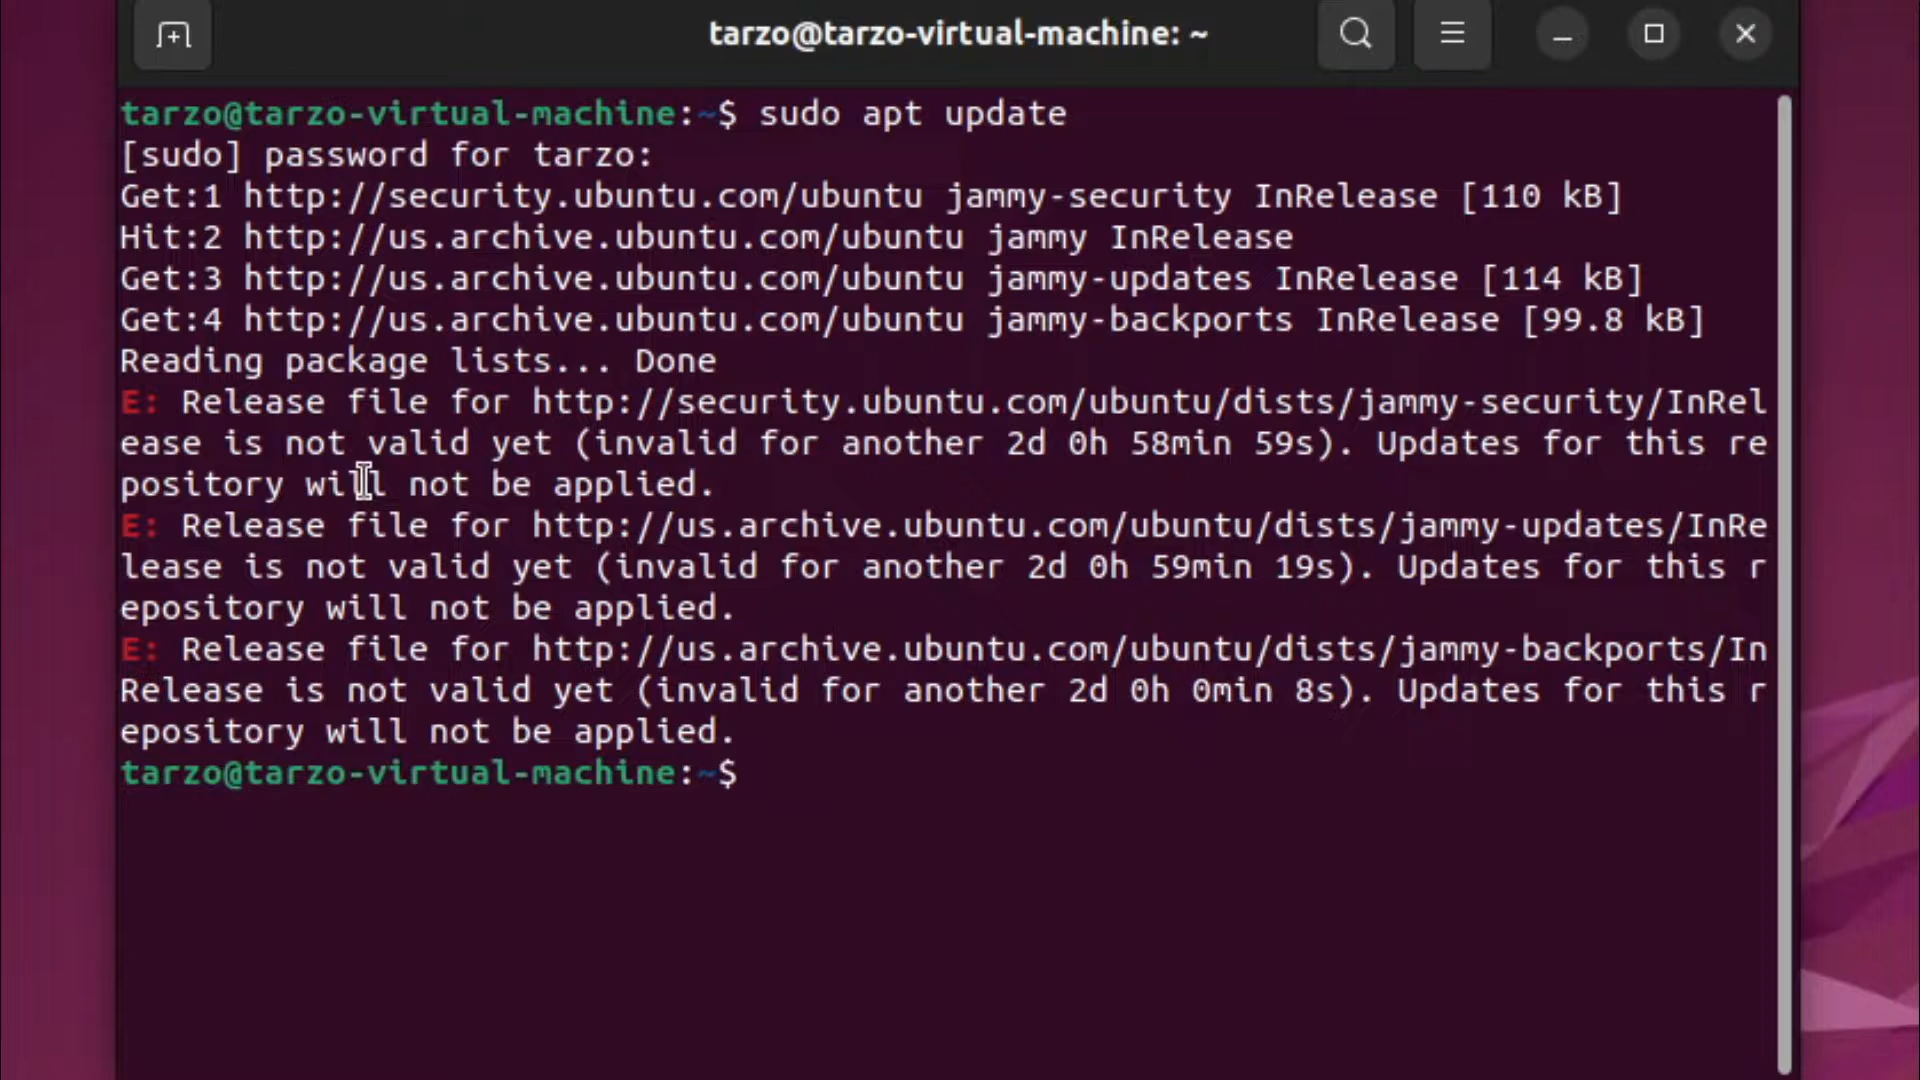 tarzo@tarzo-virtual-machine: ~
tarzo@tarzo-virtual-machine:~$ sudo apt update
[sudo] password for tarzo:
Get:1 http://security.ubuntu.com/ubuntu jammy-security InRelease [110 kB]
Hit:2 http://us.archive.ubuntu.com/ubuntu jammy InRelease
Get:3 http://us.archive.ubuntu.com/ubuntu jammy-updates InRelease [114 kB]
Get:4 http://us.archive.ubuntu.com/ubuntu jammy-backports InRelease [99.8 kB]
Reading package lists... Done
E: Release file for http://security.ubuntu.com/ubuntu/dists/jammy-security/InRel
ease is not valid yet (invalid for another 2d 0h 58min 59s). Updates for this re
pository will not be applied.
E: Release file for http://us.archive.ubuntu.com/ubuntu/dists/jammy-updates/InRe
lease is not valid yet (invalid for another 2d 0h 59min 19s). Updates for this r
epository will not be applied.
E: Release file for http://us.archive.ubuntu.com/ubuntu/dists/jammy-backports/In
Release is not valid yet (invalid for another 2d 0h 0min 8s). Updates for this r
epository will not be applied.
tarzo@tarzo-virtual-machine:~$